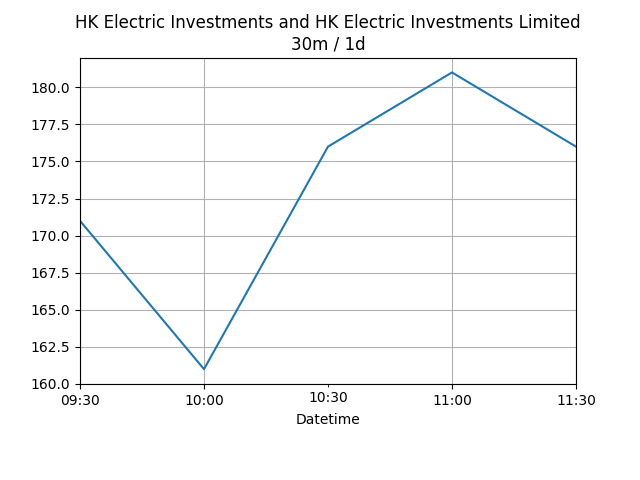 HK Electric Investments and HK Electric Investments Limited
30m / 1d
180.0
177.5
175.0
172.5
170.0
167.5
165.0
162.5
160.0
09:30 10:00 10:30 11:00 11:30
Datetime